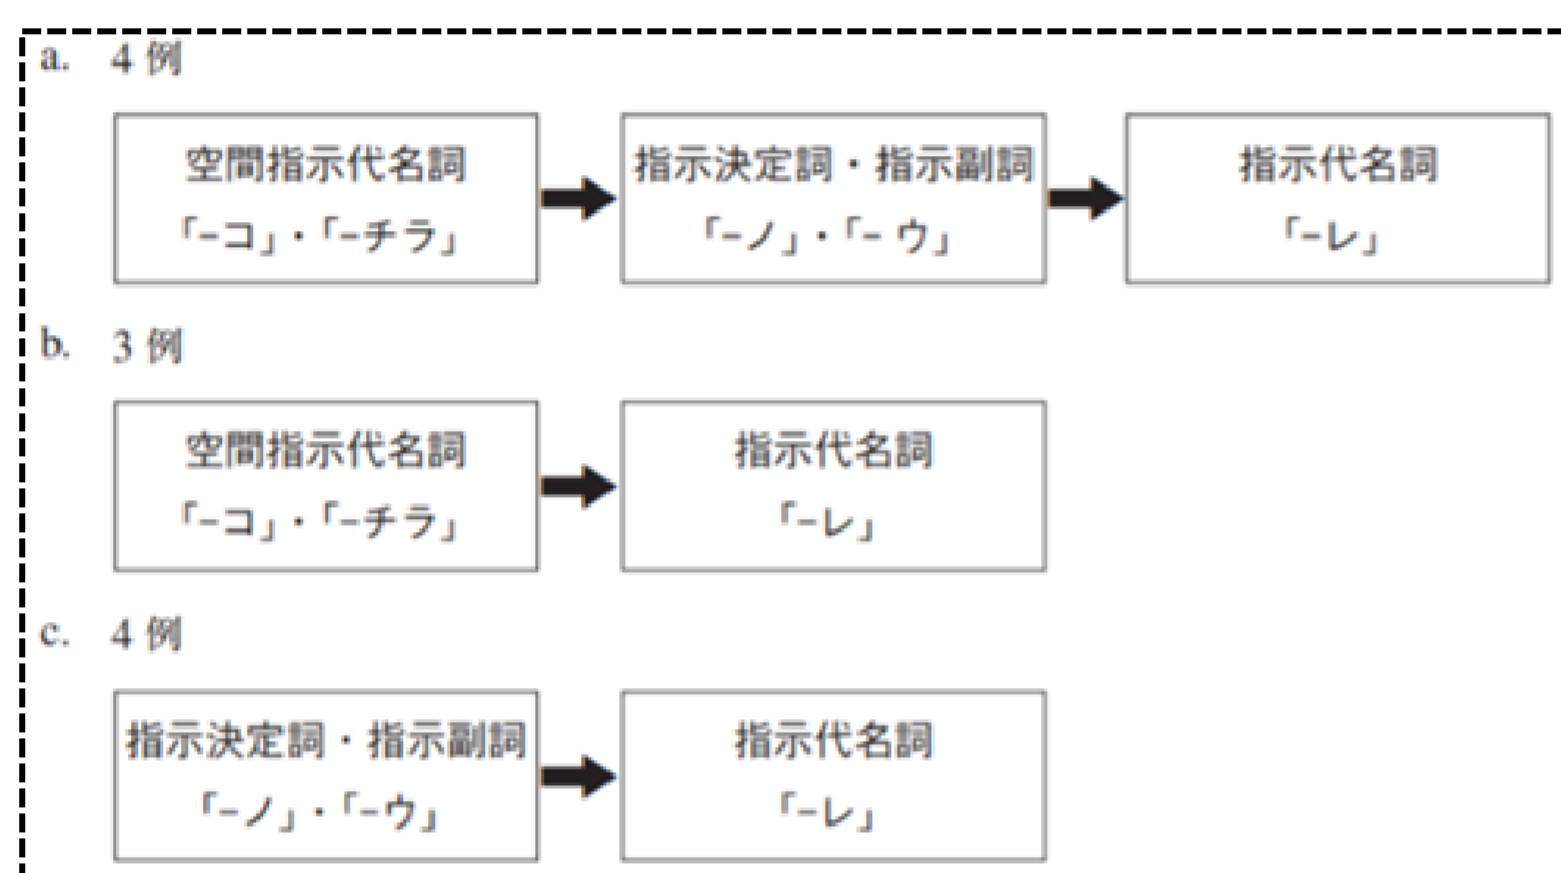 a. 4 例
空間指示代名詞 指示決定詞・指示副詞 指示代名詞
「−コ」・「−チラ」 「−ノ」・「− ウ」 「−レ」
b. 3 例
空間指示代名詞 指示代名詞
「−コ」・「−チラ」 「−レ」
c. 4 例
指示決定詞・指示副詞 指示代名詞
「−ノ」・「−ウ」 「−レ」